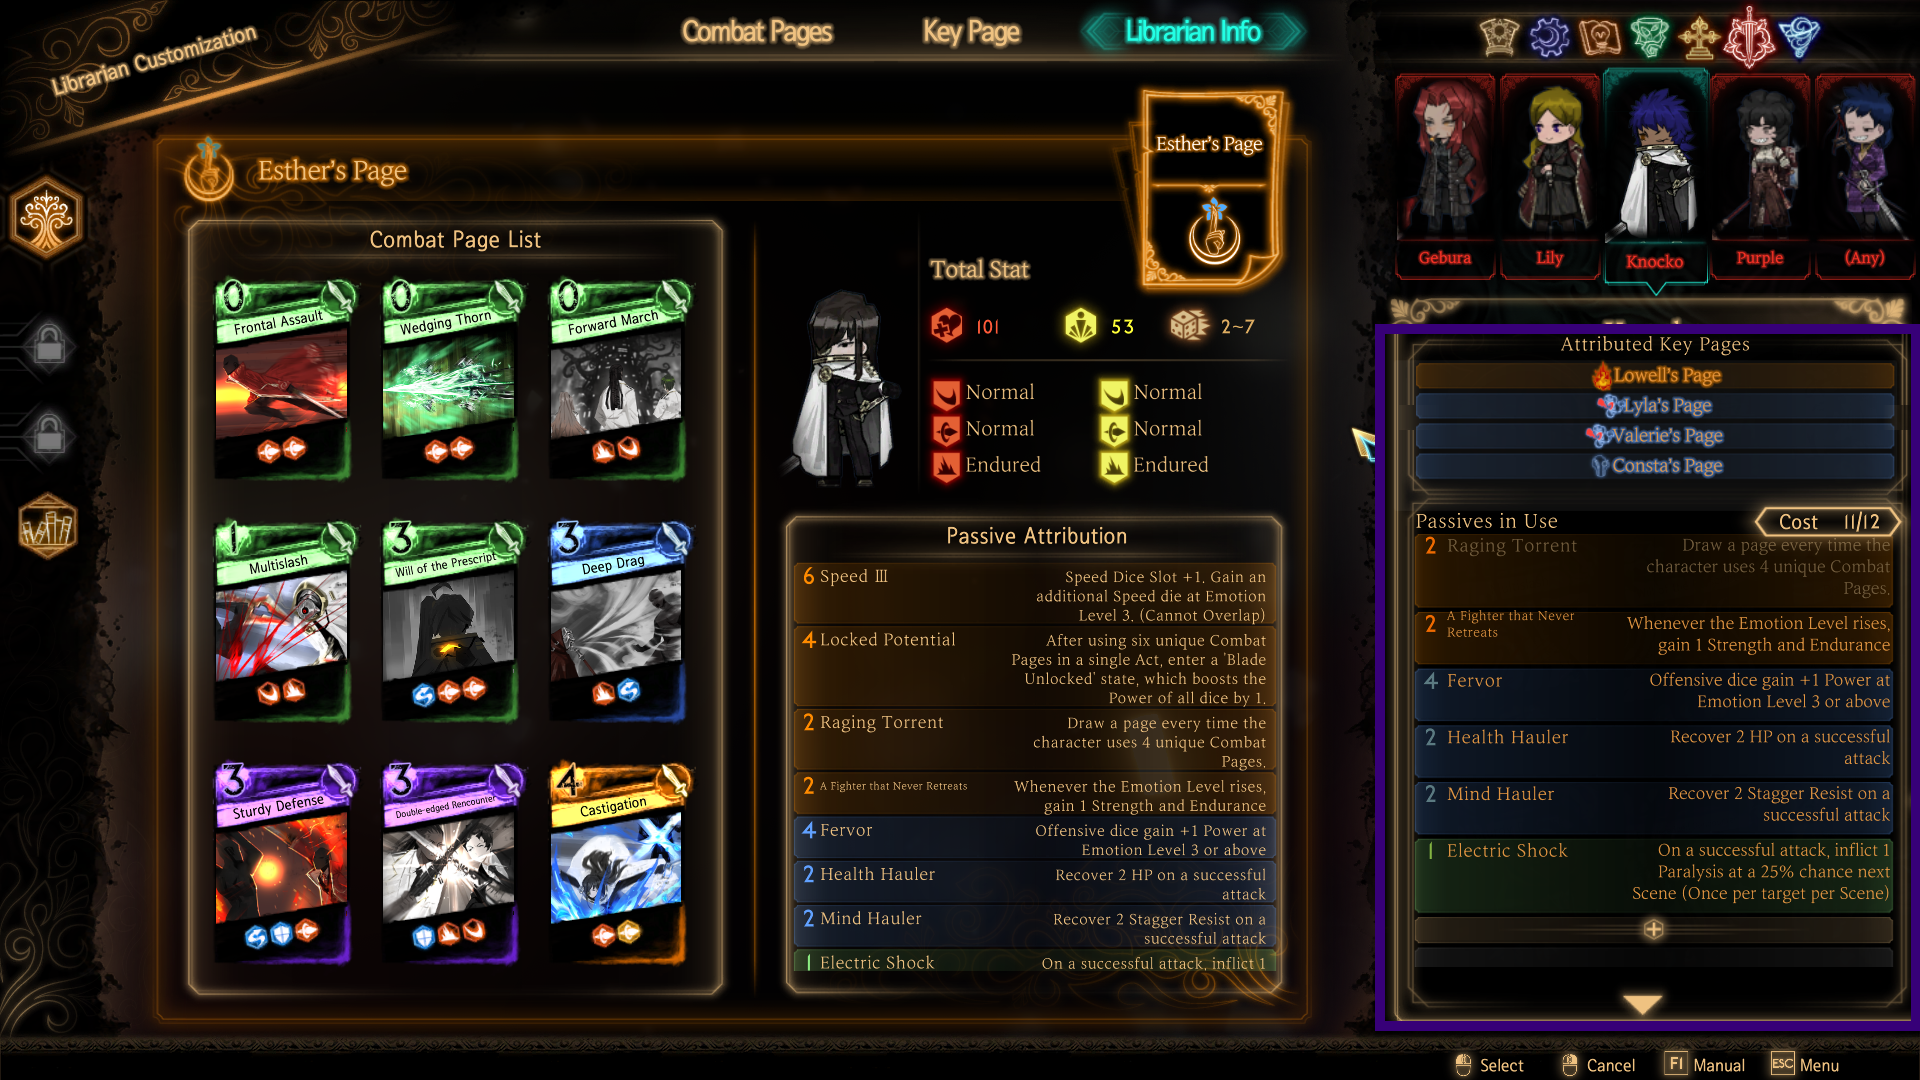 Librarian Customization
Combat Pages
Key Page
Librarian Info
Esther's Page
Esther's Page
Combat Page List
0
Frontal Assault
0
Wedging Thorn
0
Forward March
1
Multislash
3
Will of the Prescript
3
Deep Drag
3
Sturdy Defense
3
Double-edged Rencounter
4
Castigation
Total Stat
101
53
2~7
Normal
Normal
Normal
Normal
Endured
Endured
Passive Attribution
6 Speed III
Speed Dice Slot +1. Gain an
additional Speed die at Emotion
Level 3. (Cannot Overlap)
4 Locked Potential
After using six unique Combat
Pages in a single Act, enter a 'Blade
Unlocked' state, which boosts the
Power of all dice by 1.
2 Raging Torrent
Draw a page every time the
character uses 4 unique Combat
Pages.
2 A Fighter that Never Retreats
Whenever the Emotion Level rises,
gain 1 Strength and Endurance
4 Fervor
Offensive dice gain +1 Power at
Emotion Level 3 or above
2 Health Hauler
Recover 2 HP on a successful
attack
2 Mind Hauler
Recover 2 Stagger Resist on a
successful attack
1 Electric Shock
On a successful attack, inflict 1
Gebura
Lily
Knocko
Purple
(Any)
Attributed Key Pages
Lowell's Page
Lyla's Page
Valerie's Page
Consta's Page
Passives in Use
Cost 11/12
2 Raging Torrent
Draw a page every time the
character uses 4 unique Combat
Pages.
2 A Fighter that Never
Retreats
Whenever the Emotion Level rises,
gain 1 Strength and Endurance
4 Fervor
Offensive dice gain +1 Power at
Emotion Level 3 or above
2 Health Hauler
Recover 2 HP on a successful
attack
2 Mind Hauler
Recover 2 Stagger Resist on a
successful attack
1 Electric Shock
On a successful attack, inflict 1
Paralysis at a 25% chance next
Scene (Once per target per Scene)
Select
Cancel
F1 Manual
ESC Menu